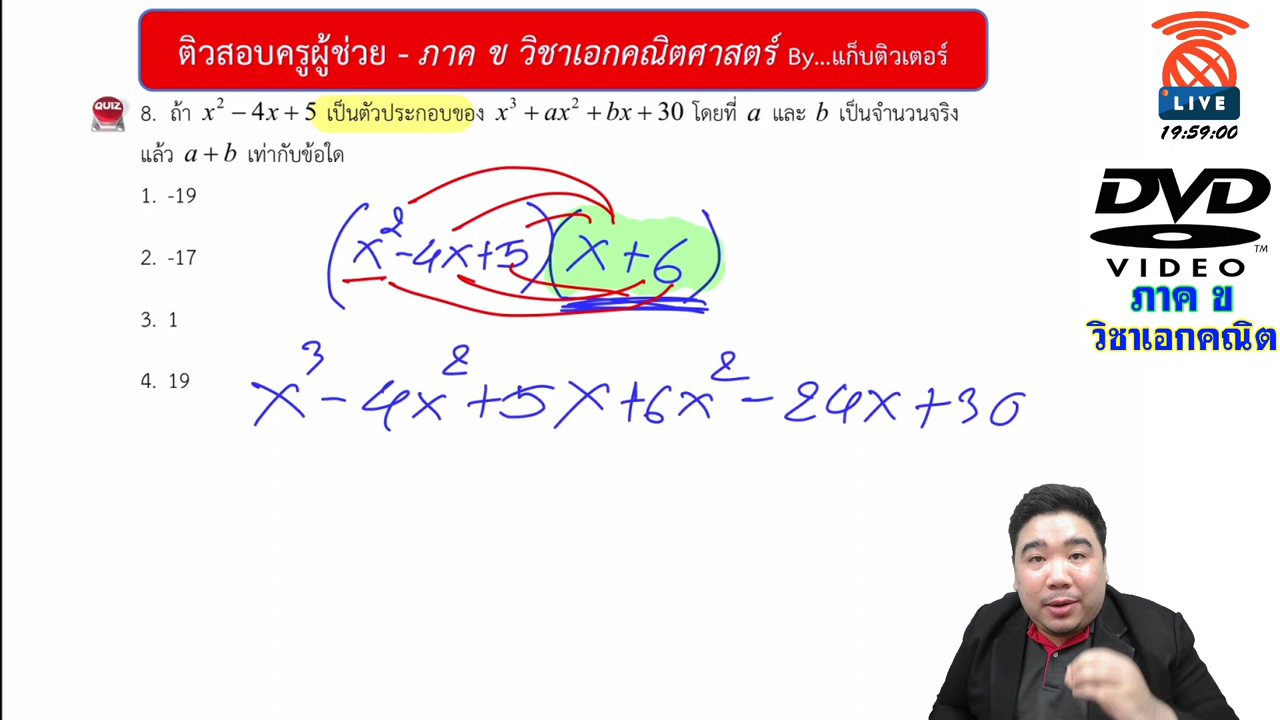 ติวสอบครูผู้ช่วย - ภาค ข วิชาเอกคณิตศาสตร์ By...แก็บติวเตอร์
QUIZ
8. ถ้า x² − 4x + 5 เป็นตัวประกอบของ x³ + ax² + bx + 30 โดยที่ a และ b เป็นจำนวนจริง
แล้ว a + b เท่ากับข้อใด
1. -19
2. -17
3. 1
4. 19
(x² − 4x + 5)(x + 6)
x³ − 4x² + 5x + 6x² − 24x + 30
LIVE
19:59:00
DVD
VIDEO™
ภาค ข
วิชาเอกคณิต